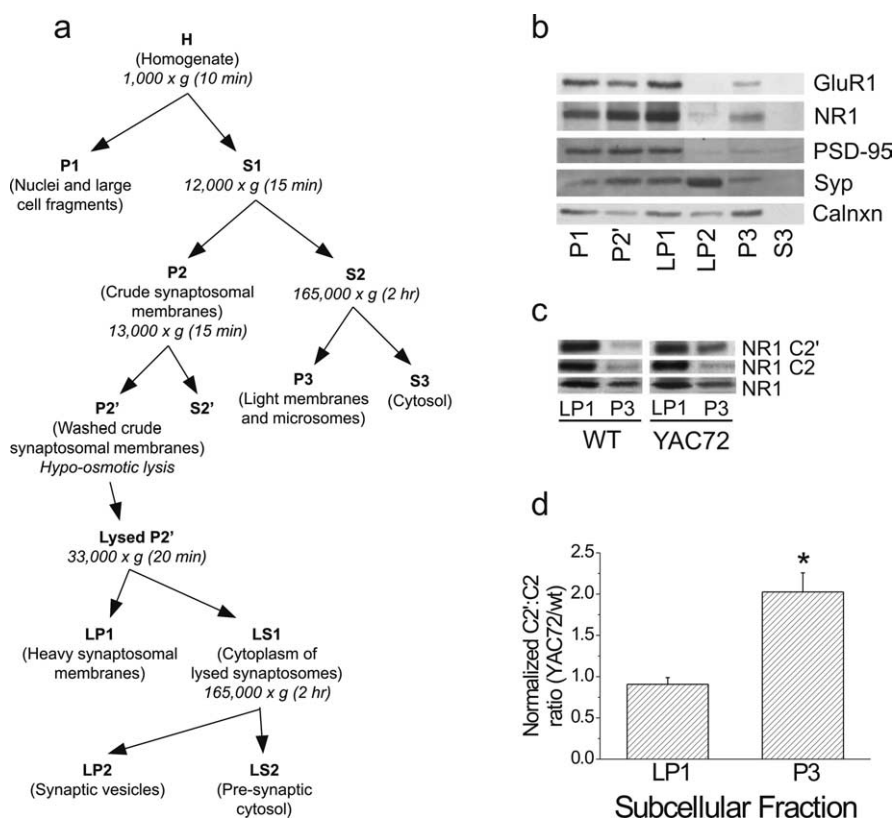 a
H
(Homogenate)
1,000 x g (10 min)
P1
(Nuclei and large
cell fragments)
S1
12,000 x g (15 min)
P2
(Crude synaptosomal
membranes)
13,000 x g (15 min)
S2
165,000 x g (2 hr)
P2'
(Washed crude
synaptosomal membranes)
Hypo-osmotic lysis
S2'
P3
(Light membranes
and microsomes)
S3
(Cytosol)
Lysed P2'
33,000 x g (20 min)
LP1
(Heavy synaptosomal
membranes)
LS1
(Cytoplasm of
lysed synaptosomes)
165,000 x g (2 hr)
LP2
(Synaptic vesicles)
LS2
(Pre-synaptic
cytosol)
b
GluR1
NR1
PSD-95
Syp
Calnxn
P1 P2' LP1 LP2 P3 S3
c
NR1 C2'
NR1 C2
NR1
LP1 P3 LP1 P3
WT YAC72
d
Normalized C2':C2
ratio (YAC72/wt)
2.5
2.0
1.5
1.0
0.5
0.0
*
LP1 P3
Subcellular Fraction